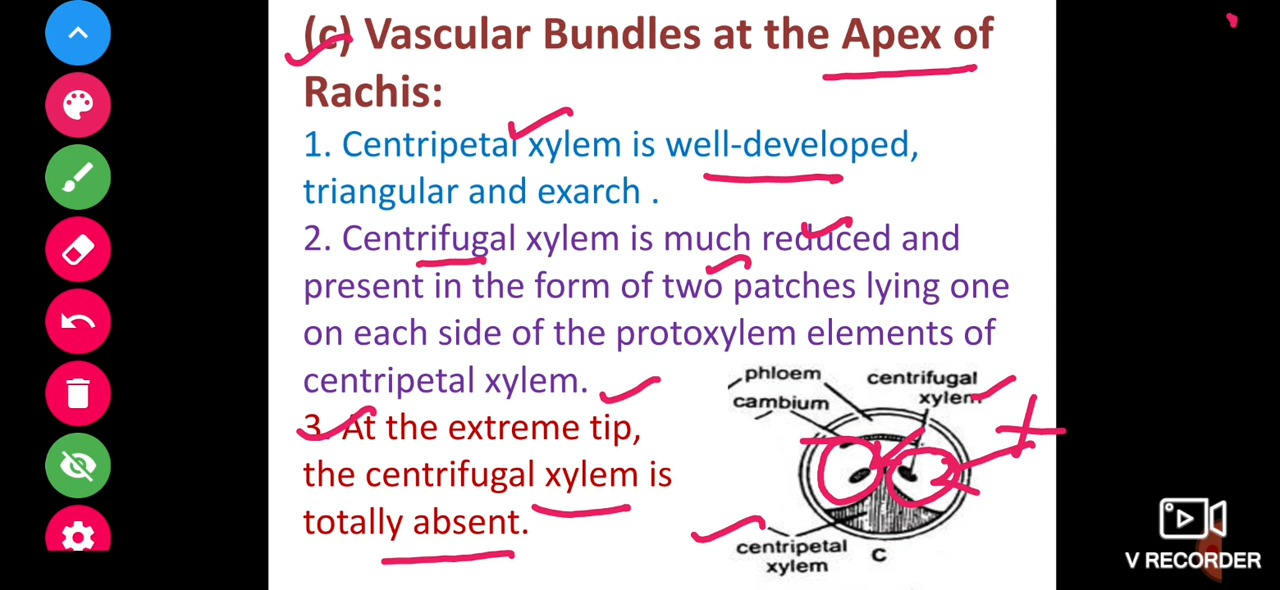 (c) Vascular Bundles at the Apex of
Rachis:
1. Centripetal xylem is well-developed,
triangular and exarch .
2. Centrifugal xylem is much reduced and
present in the form of two patches lying one
on each side of the protoxylem elements of
centripetal xylem.
3. At the extreme tip,
the centrifugal xylem is
totally absent.
phloem
cambium
centrifugal
xylem
centripetal
xylem
C
V RECORDER